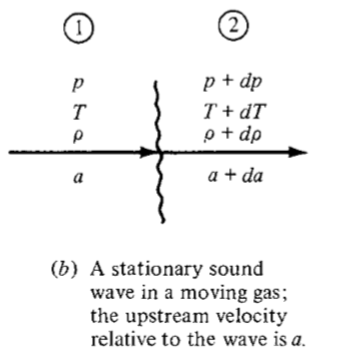 ① ②
p p + dp
T T + dT
ρ ρ + dρ
a a + da
(b) A stationary sound
wave in a moving gas;
the upstream velocity
relative to the wave is a.